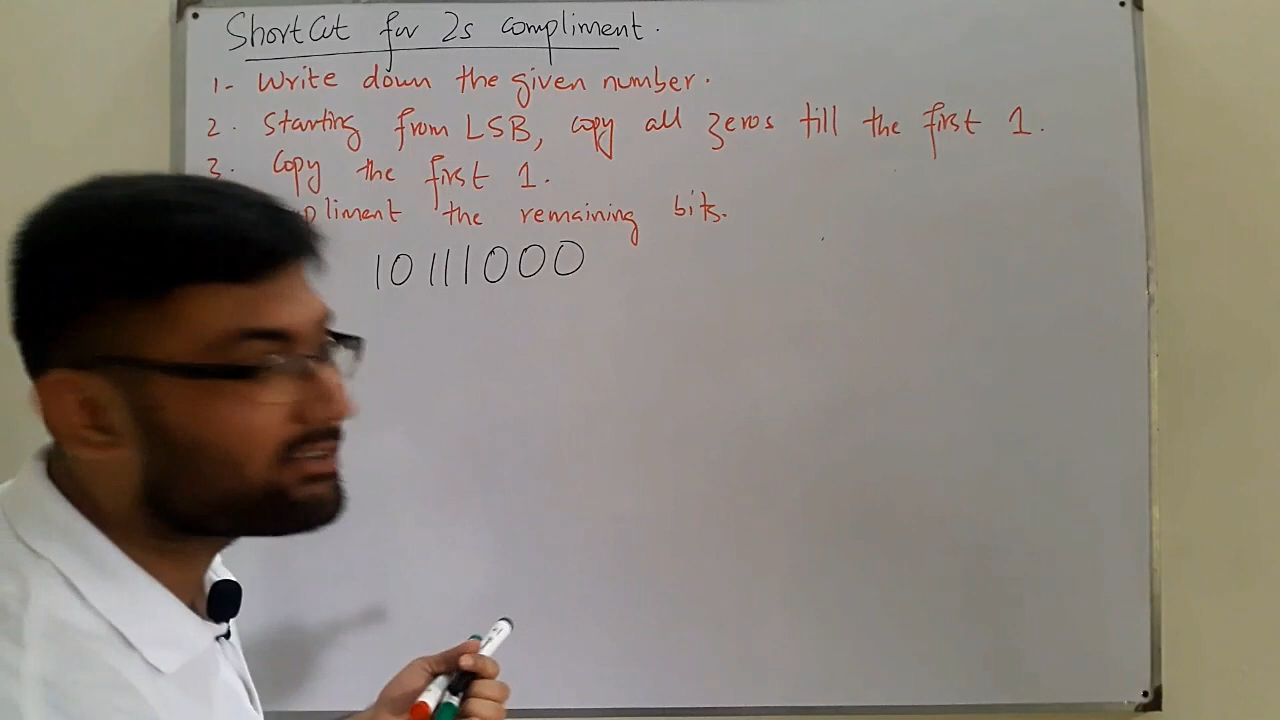 ShortCut for 2s compliment.
1- Write down the given number.
2. Starting from LSB, copy all zeros till the first 1.
3. Copy the first 1.
pliment the remaining bits.
10111000